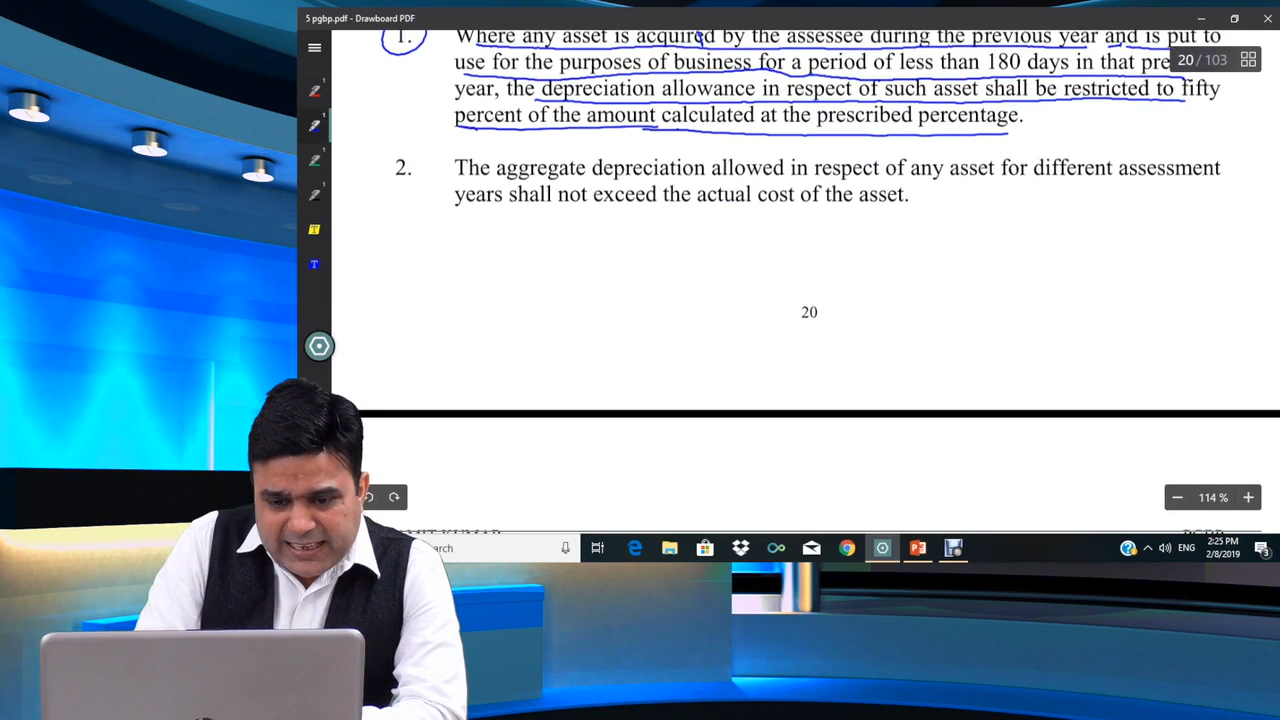 5 pgbp.pdf - Drawboard PDF
1. Where any asset is acquired by the assessee during the previous year and is put to
20 / 103
use for the purposes of business for a period of less than 180 days in that pre
year, the depreciation allowance in respect of such asset shall be restricted to fifty
percent of the amount calculated at the prescribed percentage.
2. The aggregate depreciation allowed in respect of any asset for different assessment
years shall not exceed the actual cost of the asset.
20
114 %
arch
ENG
2:25 PM
2/8/2019
3